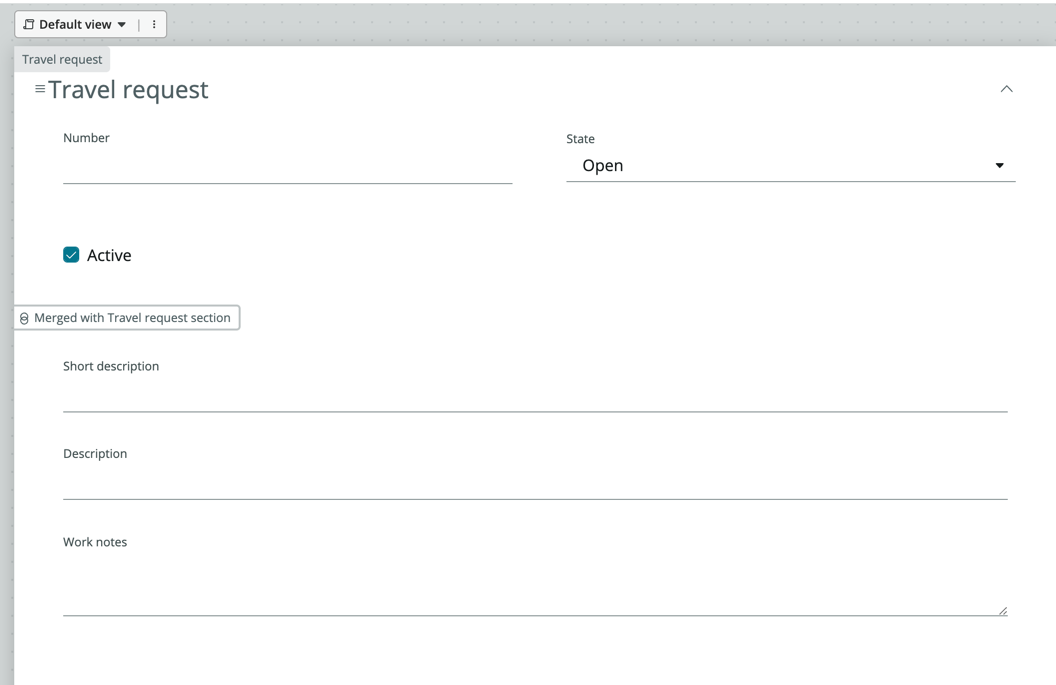 Default view
Travel request
Travel request
Number
State
Open
Active
Merged with Travel request section
Short description
Description
Work notes